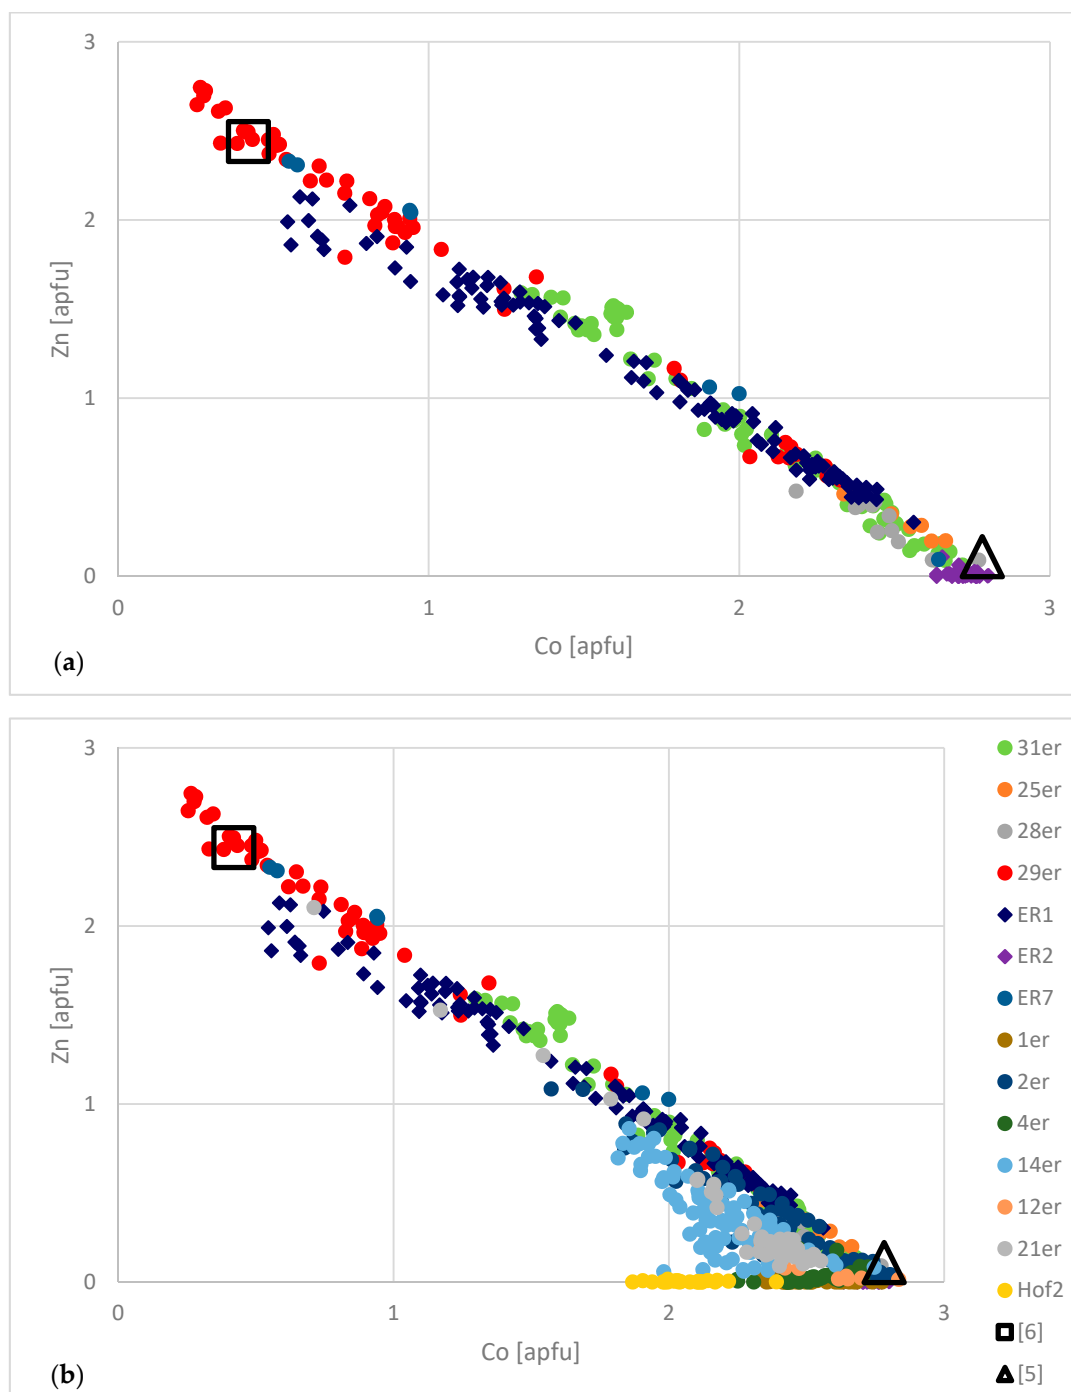 3
2
1
0
Zn [apfu]
0
1
2
3
Co [apfu]
(a)
3
2
1
0
Zn [apfu]
0
1
2
3
Co [apfu]
(b)
31er
25er
28er
29er
ER1
ER2
ER7
1er
2er
4er
14er
12er
21er
Hof2
[6]
[5]